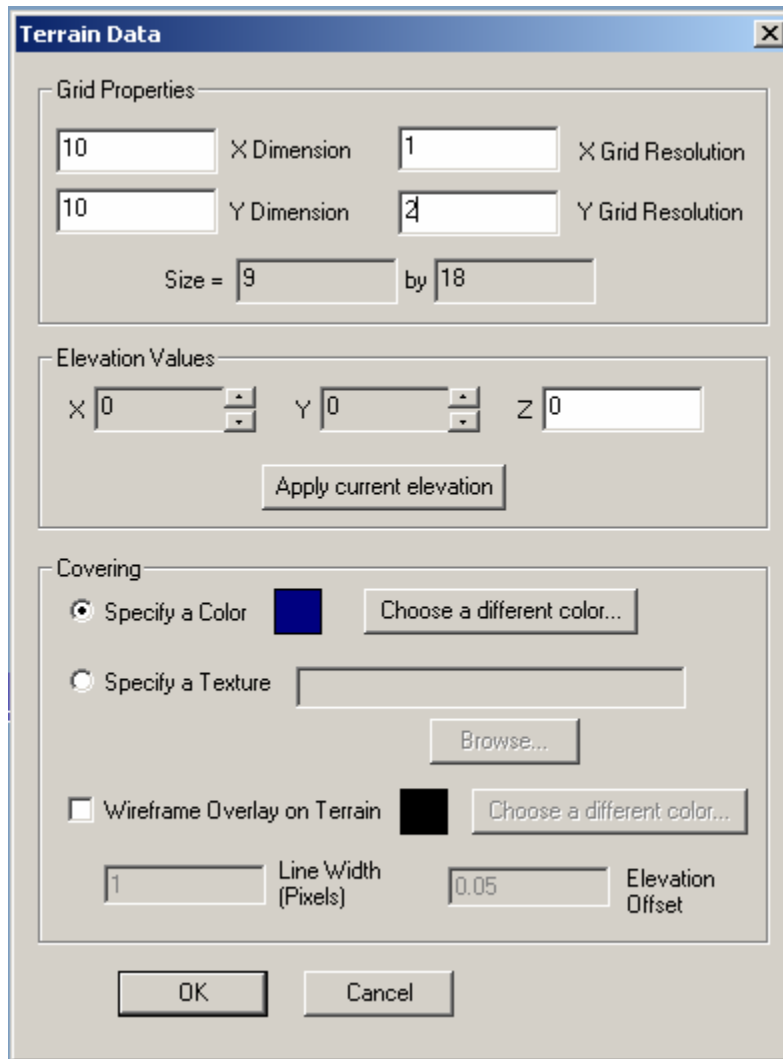 Terrain Data
Grid Properties
10 X Dimension 1 X Grid Resolution
10 Y Dimension 2 Y Grid Resolution
Size = 9 by 18
Elevation Values
X 0 Y 0 Z 0
Apply current elevation
Covering
Specify a Color Choose a different color...
Specify a Texture
Browse...
Wireframe Overlay on Terrain Choose a different color...
1 Line Width (Pixels) 0.05 Elevation Offset
OK Cancel